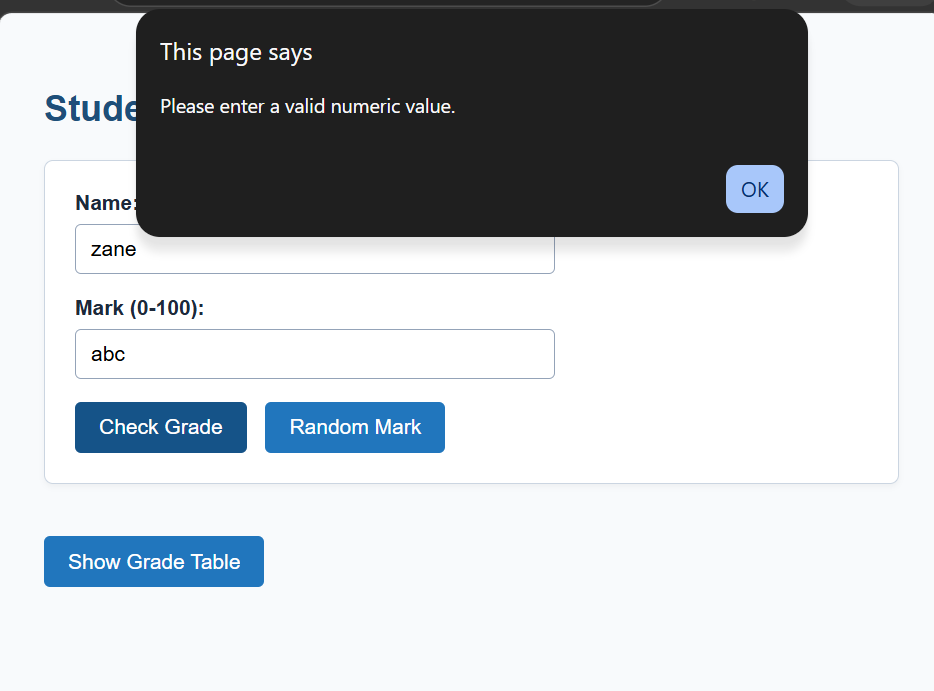 This page says
Please enter a valid numeric value.
OK
Name:
zane
Mark (0-100):
abc
Check Grade
Random Mark
Show Grade Table